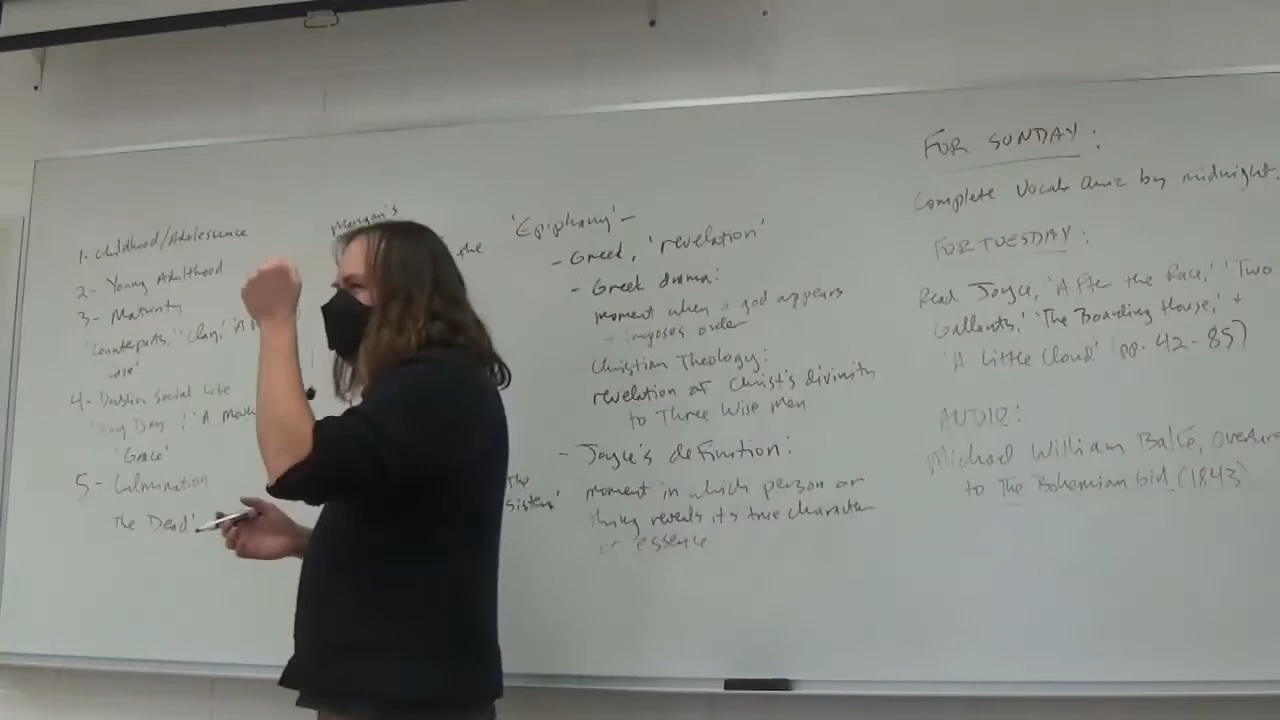 1- Childhood/Adolescence
2- Young Adulthood
3- Maturity
'Counterparts,' 'Clay,' 'A
4- Dublin Social Life
Day 'A
'Grace'
5- Culmination
'The Dead'
Mangan's
the
The
Sisters'
'Epiphany' -
- Greek, 'revelation'
- Greek drama:
moment when a god appears
+ imposes order
Christian Theology:
revelation of Christ's divinity
to Three Wise Men
- Joyce's definition:
moment in which person or
thing reveals its true character
or essence
FOR SUNDAY:
Complete Vocab Quiz by midnight.
FOR TUESDAY:
Read Joyce, 'After the Race,' 'Two
Gallants,' 'The Boarding House,' +
'A Little Cloud' (pp. 42-85)
AUDIO:
Michael William Balfe, Overture
to The Bohemian Girl (1843)